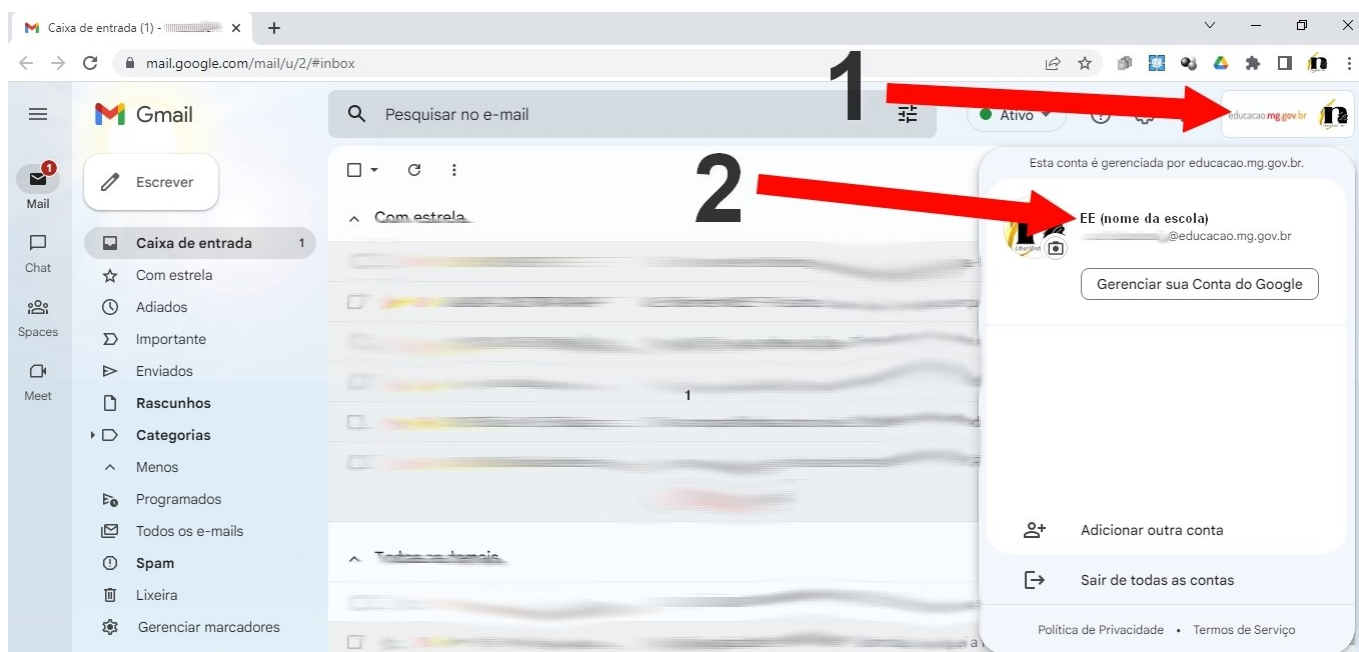 Caixa de entrada (1) -
mail.google.com/mail/u/2/#inbox
1
Gmail
Pesquisar no e-mail
Ativo
educacao.mg.gov.br
1
Mail
Chat
Spaces
Meet
Escrever
Caixa de entrada 1
Com estrela
Adiados
Importante
Enviados
Rascunhos
Categorias
Menos
Programados
Todos os e-mails
Spam
Lixeira
Gerenciar marcadores
2
Com estrela
1
Todos os demais
Esta conta é gerenciada por educacao.mg.gov.br.
EE (nome da escola)
@educacao.mg.gov.br
Gerenciar sua Conta do Google
Adicionar outra conta
Sair de todas as contas
Política de Privacidade • Termos de Serviço